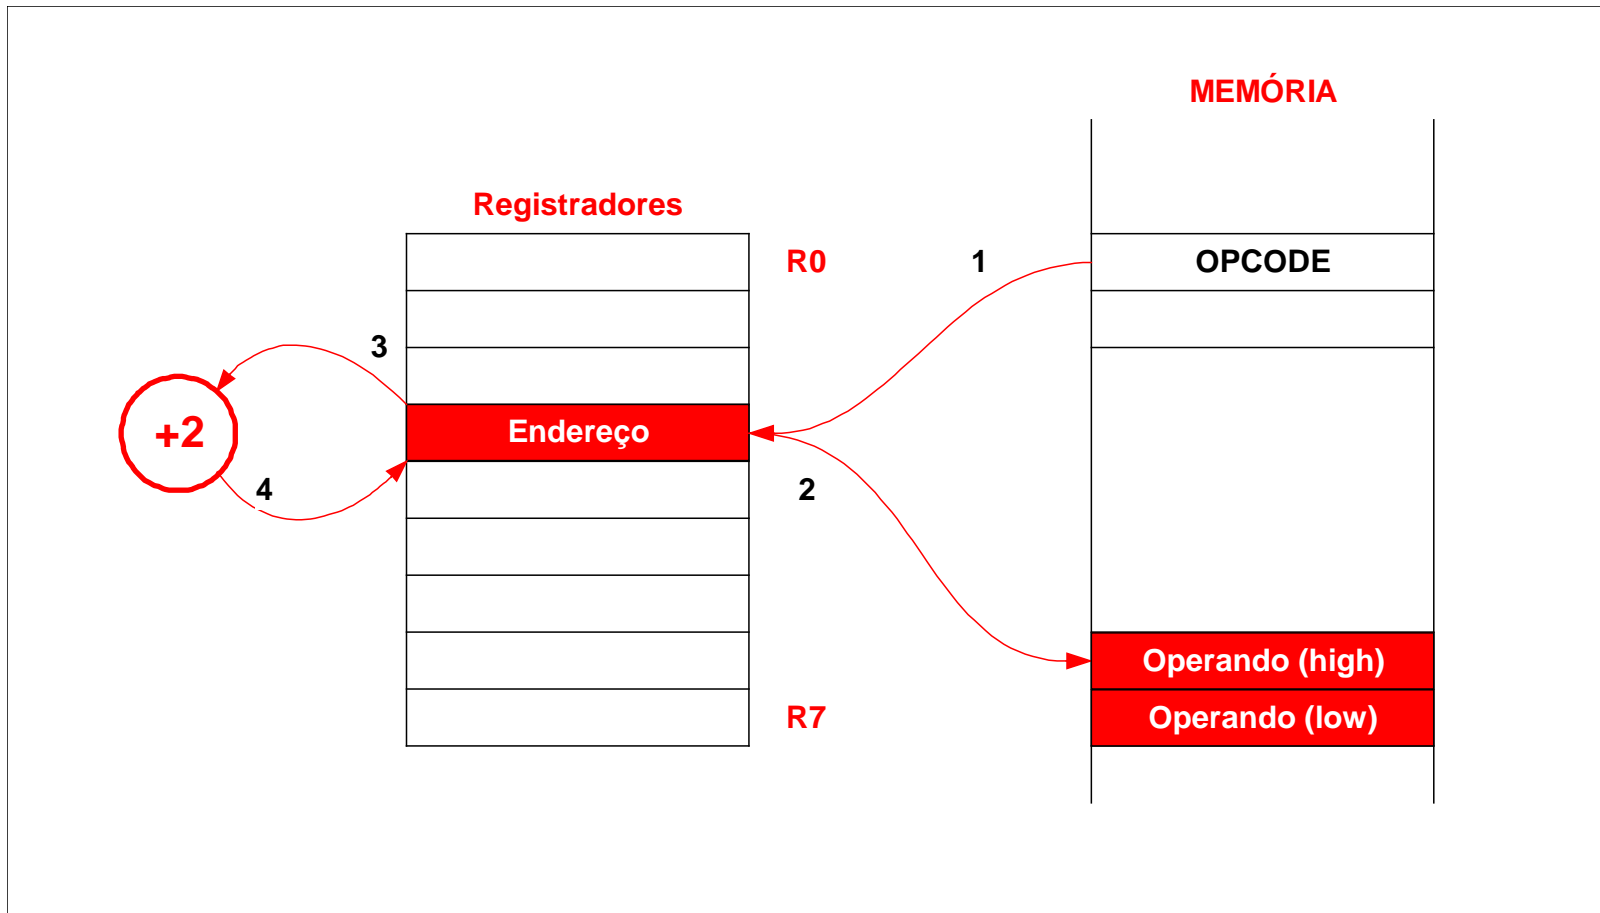 MEMÓRIA
Registradores
R0
1
OPCODE
3
+2
Endereço
4
2
Operando (high)
R7
Operando (low)